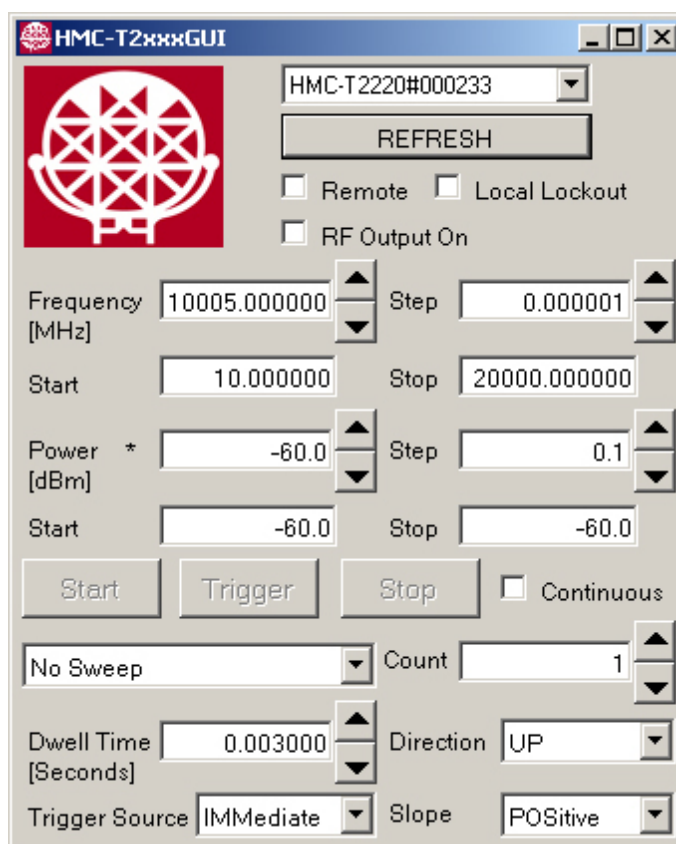 HMC-T2xxxGUI
HMC-T2220#000233
REFRESH
Remote Local Lockout
RF Output On
Frequency [MHz] 10005.000000 Step 0.000001
Start 10.000000 Stop 20000.000000
Power * [dBm] -60.0 Step 0.1
Start -60.0 Stop -60.0
Start Trigger Stop Continuous
No Sweep Count 1
Dwell Time [Seconds] 0.003000 Direction UP
Trigger Source IMMediate Slope POSitive